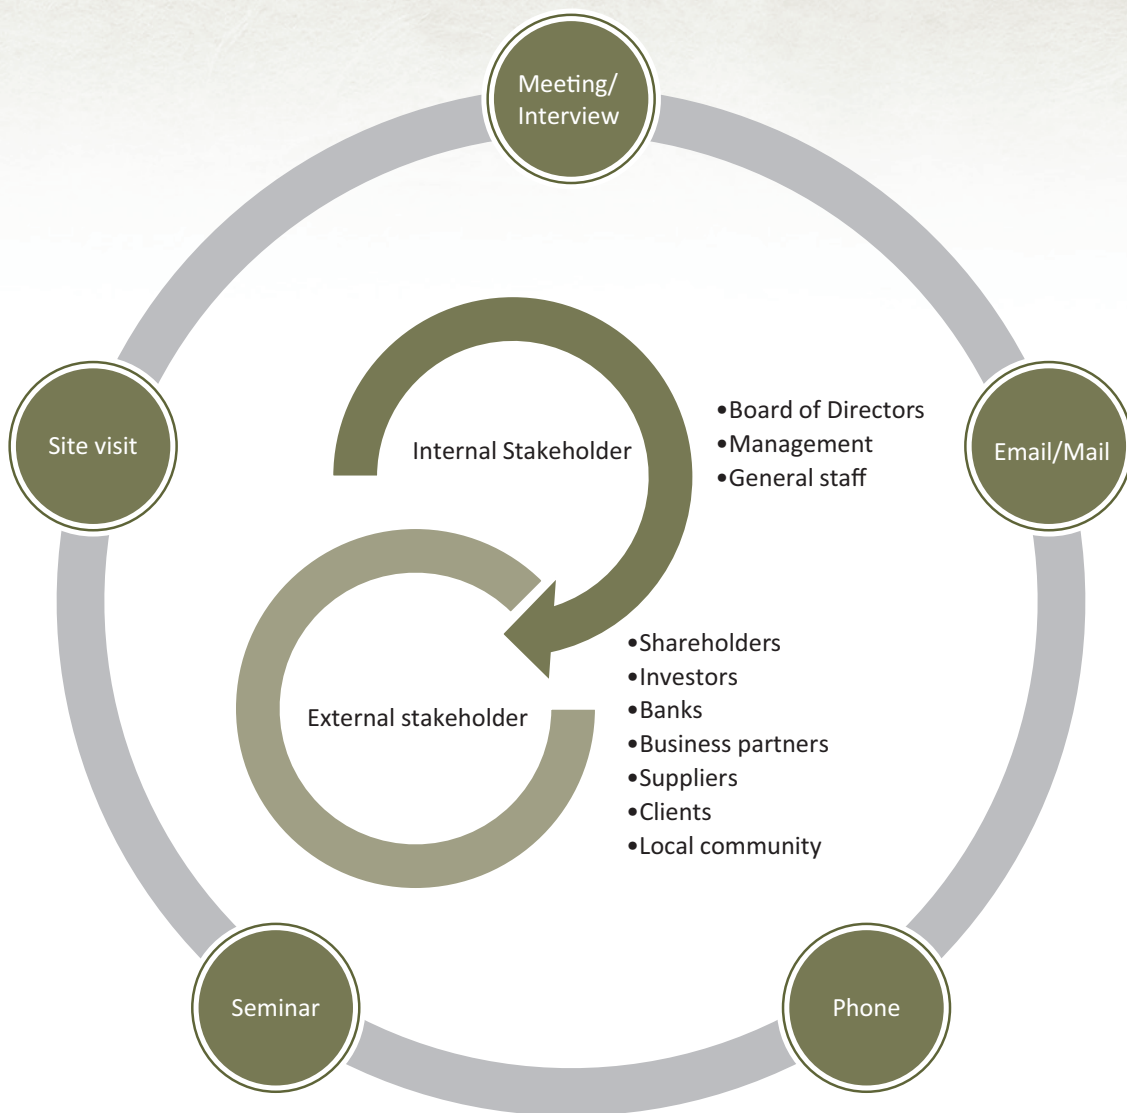 Meeting/
Interview
Site visit
Email/Mail
Internal Stakeholder
•Board of Directors
•Management
•General staff
External stakeholder
•Shareholders
•Investors
•Banks
•Business partners
•Suppliers
•Clients
•Local community
Seminar
Phone